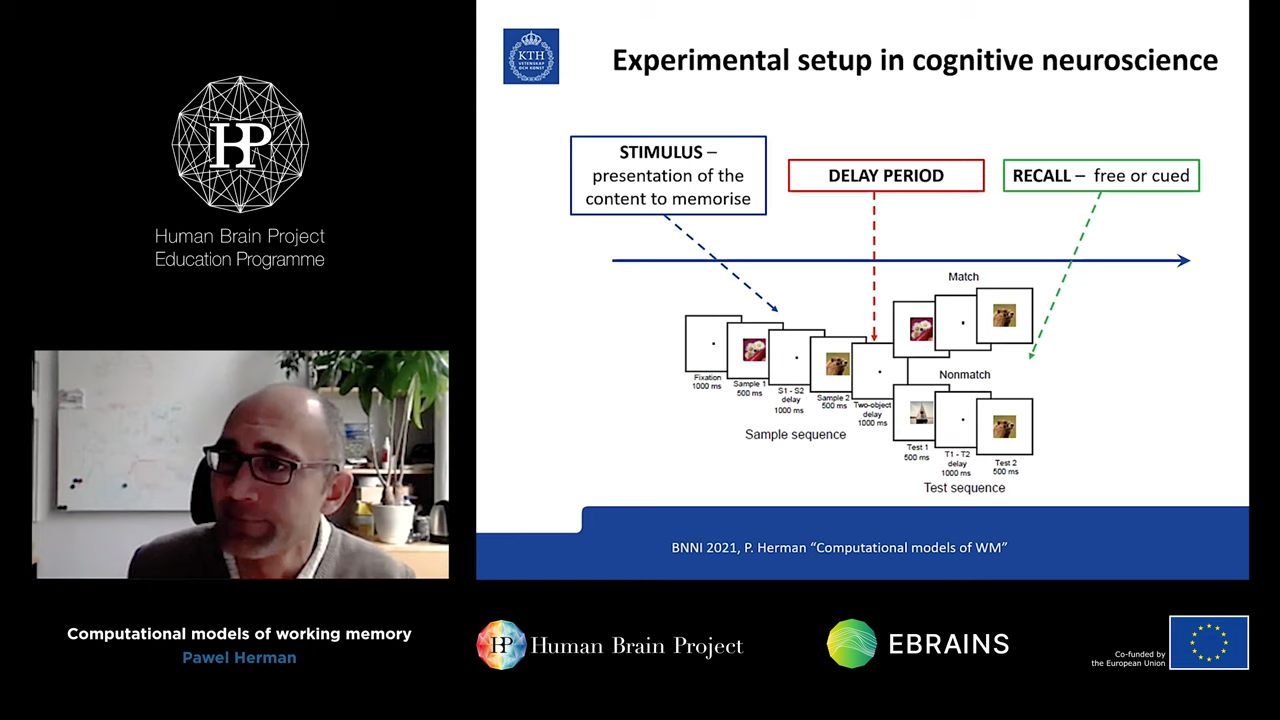 HP
Human Brain Project
Education Programme
KTH
VETENSKAP
OCH KONST
Experimental setup in cognitive neuroscience
STIMULUS –
presentation of the
content to memorise
DELAY PERIOD
RECALL – free or cued
Match
Nonmatch
Fixation
1000 ms
Sample 1
500 ms
S1 - S2
delay
1000 ms
Sample 2
500 ms
Two-object
delay
1000 ms
Test 1
500 ms
T1 - T2
delay
1000 ms
Test 2
500 ms
Sample sequence
Test sequence
BNNI 2021, P. Herman “Computational models of WM”
Computational models of working memory
Pawel Herman
HP
Human Brain Project
EBRAINS
Co-funded by
the European Union